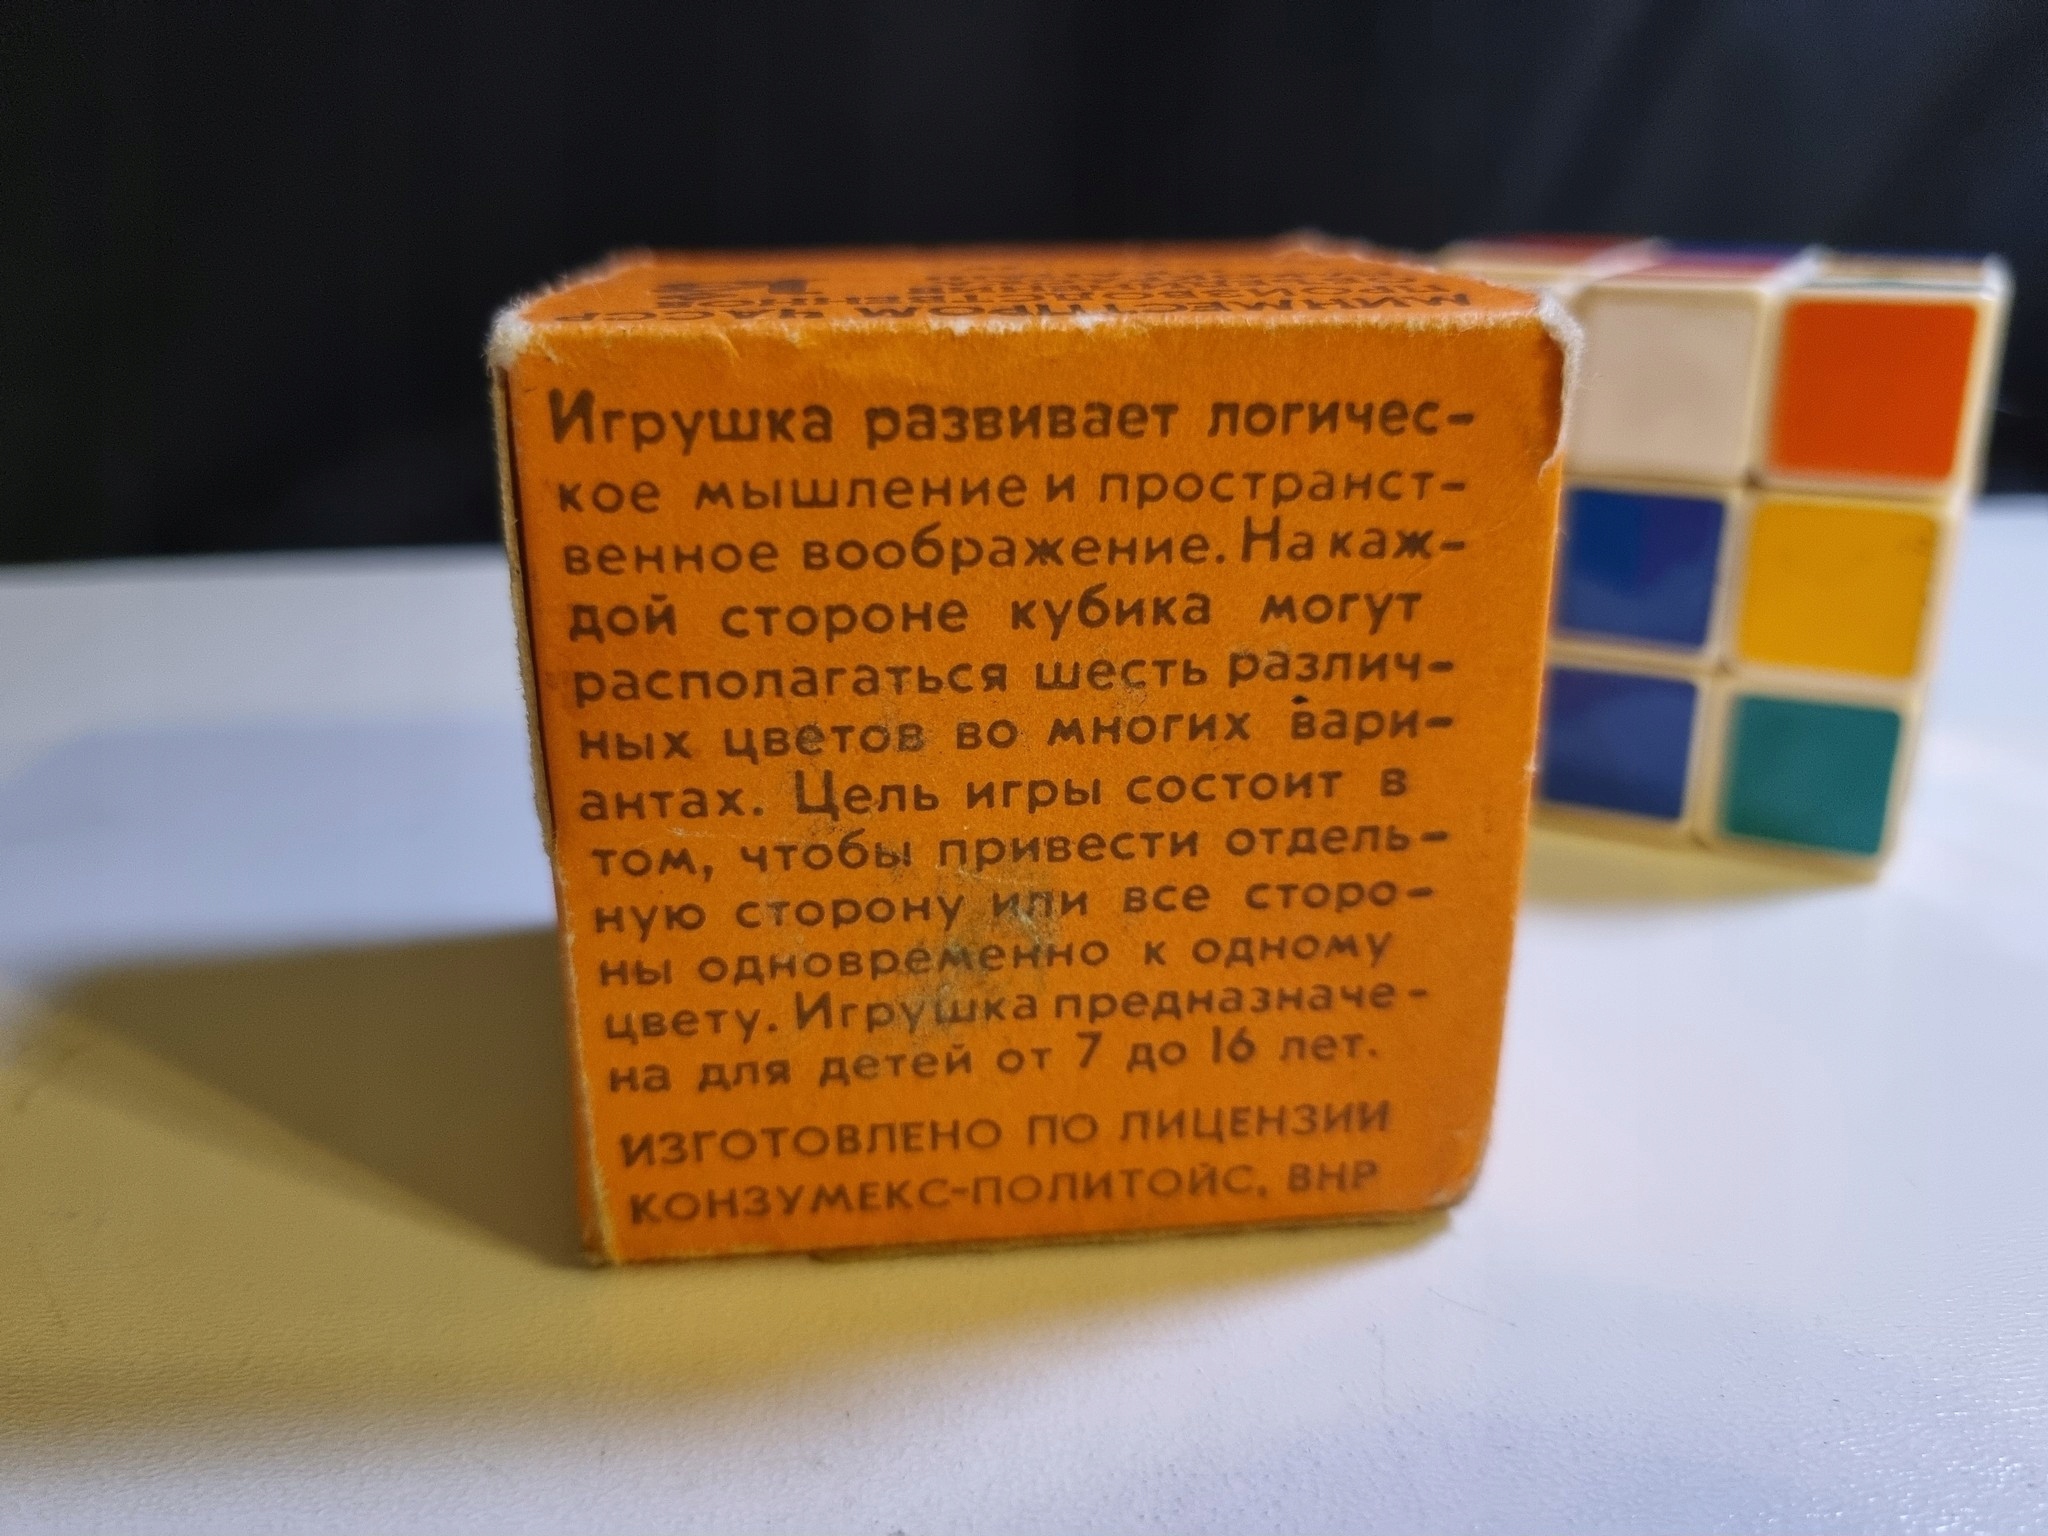 МИНМЕСТПРОМ ЧАССР
Игрушка развивает логичес-
кое мышление и пространст-
венное воображение. На каж-
дой стороне кубика могут
располагаться шесть различ-
ных цветов во многих вари-
антах. Цель игры состоит в
том, чтобы привести отдель-
ную сторону или все сторо-
ны одновременно к одному
цвету. Игрушка предназначе-
на для детей от 7 до 16 лет.
ИЗГОТОВЛЕНО ПО ЛИЦЕНЗИИ
КОНЗУМЕКС-ПОЛИТОЙС, ВНР